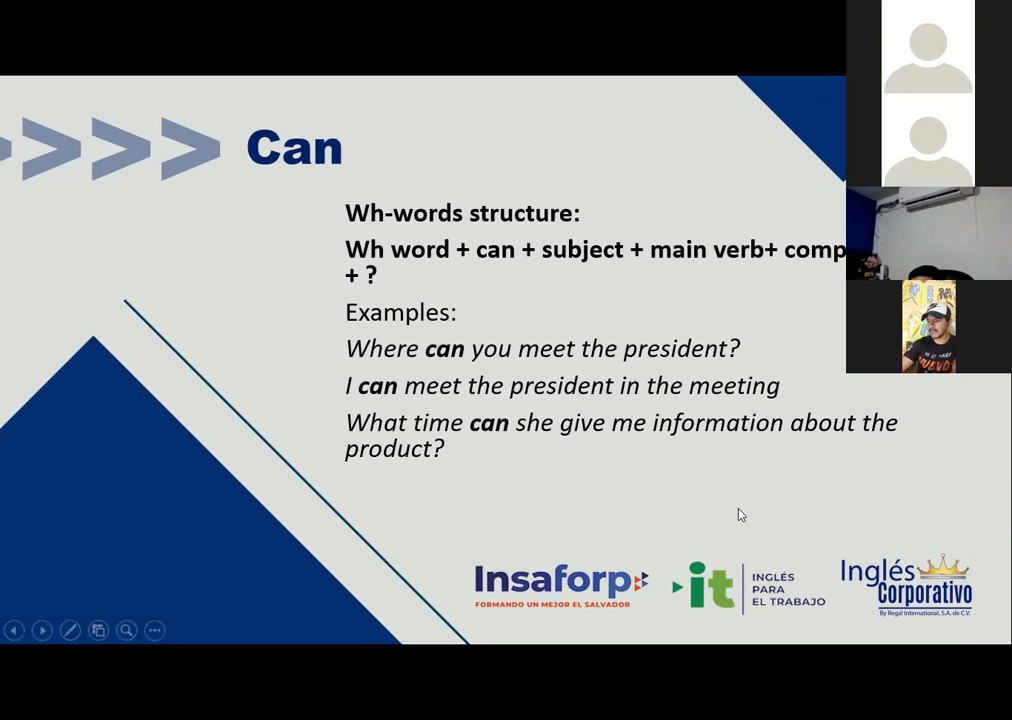 Can
Wh-words structure:
Wh word + can + subject + main verb+ comp
+ ?
Examples:
Where can you meet the president?
I can meet the president in the meeting
What time can she give me information about the
product?
Insaforp
FORMANDO UN MEJOR EL SALVADOR
it
INGLÉS
PARA
EL TRABAJO
Inglés
Corporativo
By Regal International, S.A. de C.V.
NUEVO